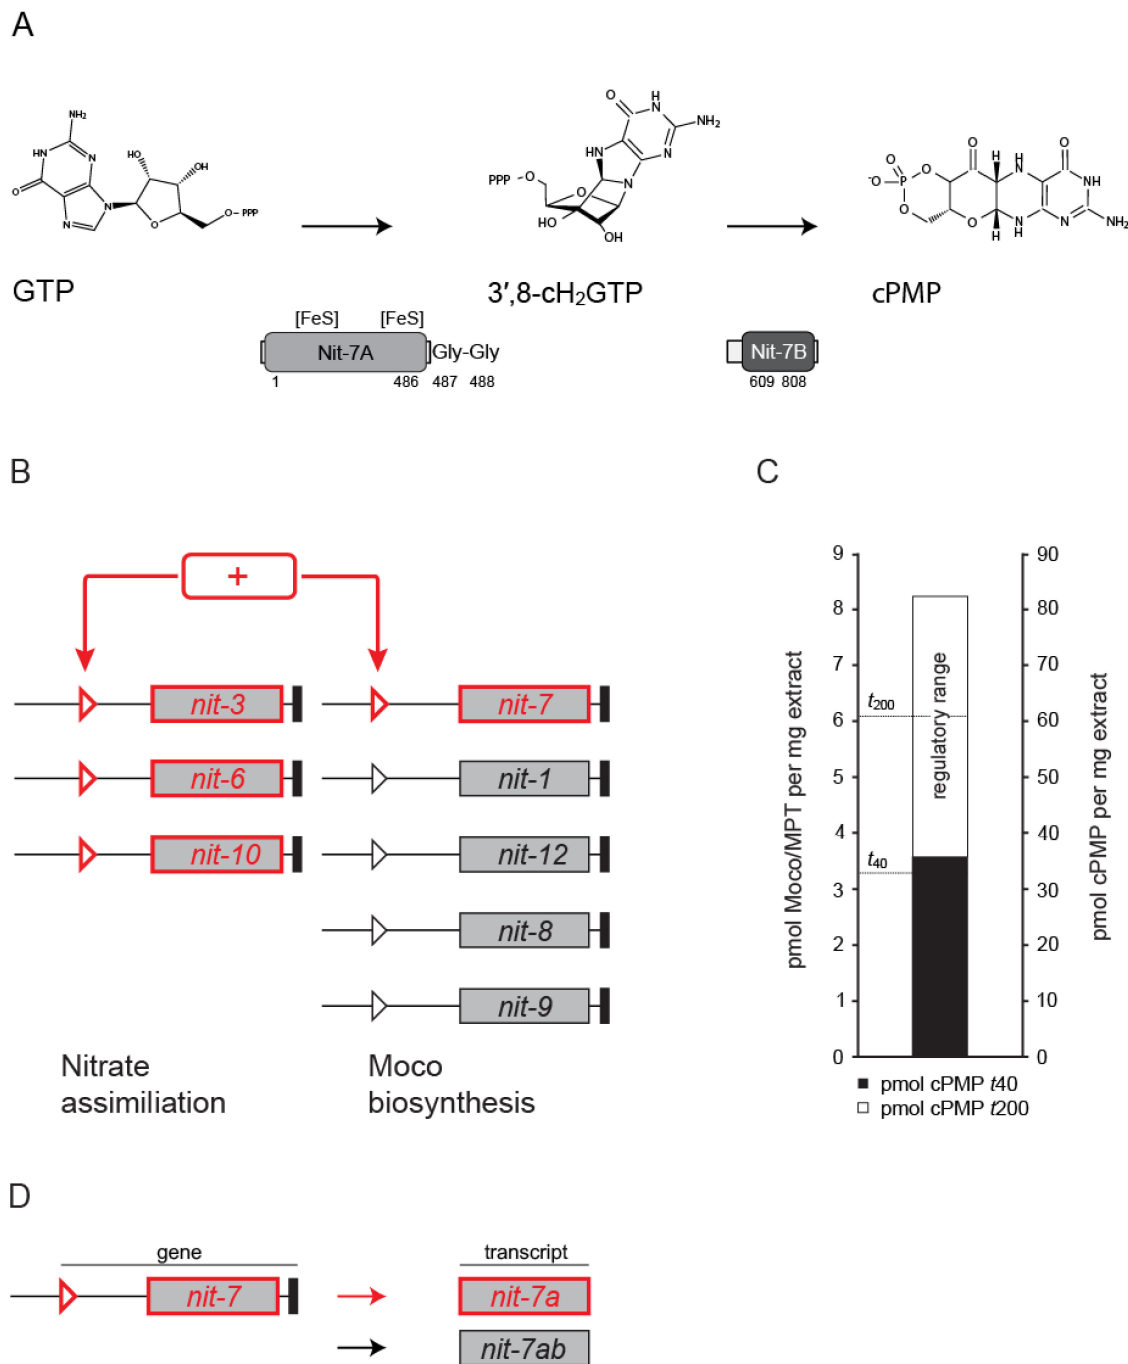 A
NH₂
HN
N
HO
OH
O
N
N
O
O– PPP
O
H
N
NH₂
HN
N
N
PPP –O
O
HO
OH
O
O
H
H
N
O
-O
P
O
NH
O
O
N
H
N
H
N
NH₂
GTP
3′,8-cH₂GTP
cPMP
[FeS] [FeS]
Nit-7A
Gly-Gly
1 486 487 488
Nit-7B
609 808
B
+
nit-3
nit-6
nit-10
nit-7
nit-1
nit-12
nit-8
nit-9
Nitrate
assimiliation
Moco
biosynthesis
C
pmol Moco/MPT per mg extract
9
8
7
6
5
4
3
2
1
0
t200
t40
regulatory range
90
80
70
60
50
40
30
20
10
0
pmol cPMP per mg extract
pmol cPMP t40
pmol cPMP t200
D
gene
transcript
nit-7
nit-7a
nit-7ab